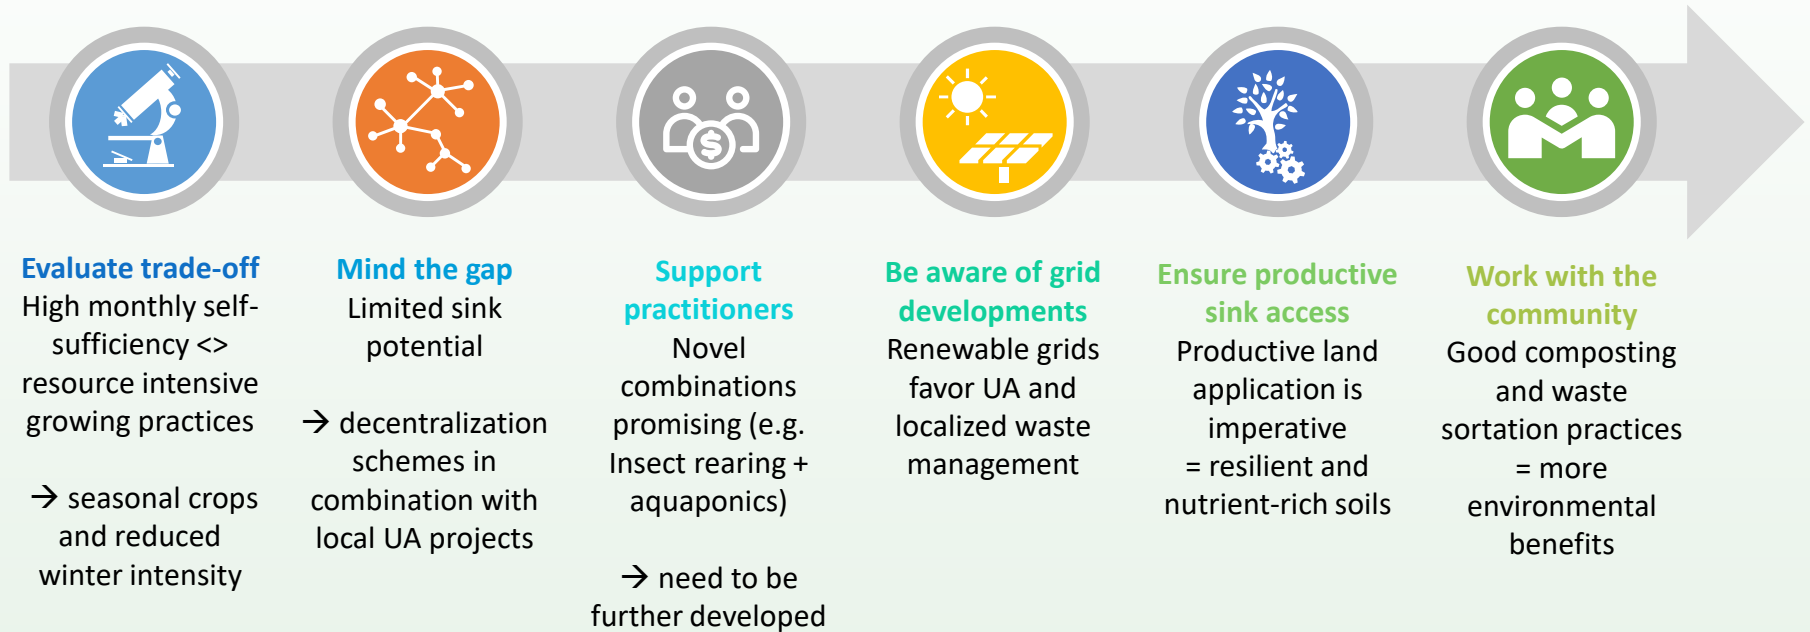 Evaluate trade-off
High monthly self-
sufficiency <>
resource intensive
growing practices
→ seasonal crops
and reduced
winter intensity
Mind the gap
Limited sink
potential
→ decentralization
schemes in
combination with
local UA projects
$
Support
practitioners
Novel
combinations
promising (e.g.
Insect rearing +
aquaponics)
→ need to be
further developed
Be aware of grid
developments
Renewable grids
favor UA and
localized waste
management
Ensure productive
sink access
Productive land
application is
imperative
= resilient and
nutrient-rich soils
Work with the
community
Good composting
and waste
sortation practices
= more
environmental
benefits